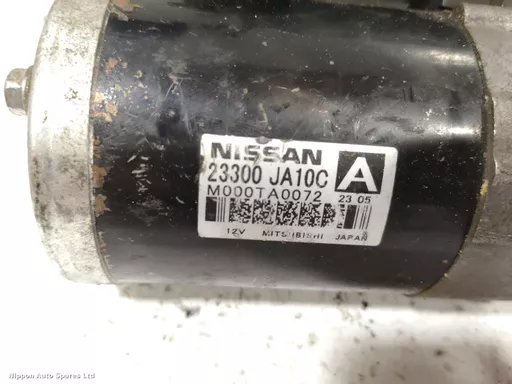 NISSAN
23300 JA10C A
M000TA0072 23 05
12V MITSUBISHI JAPAN
Nippon Auto Spares Ltd